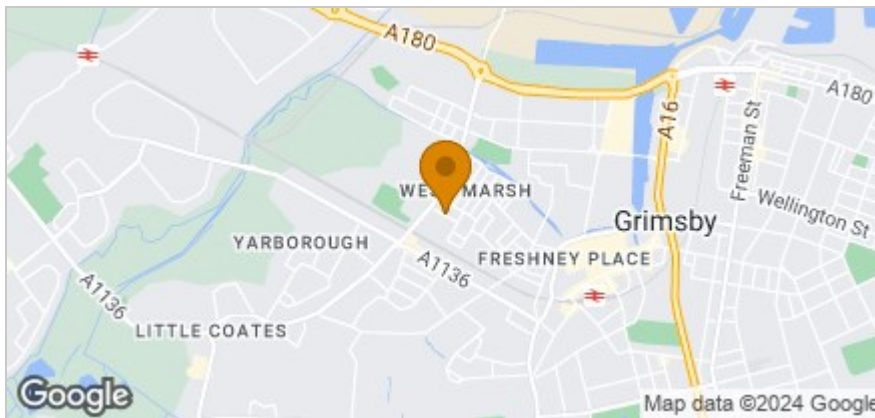 A180
A180
A16
Freeman St
WEST MARSH
Wellington St
Grimsby
YARBOROUGH
FRESHNEY PLACE
A1136
A1136
LITTLE COATES
Google
Map data ©2024 Google